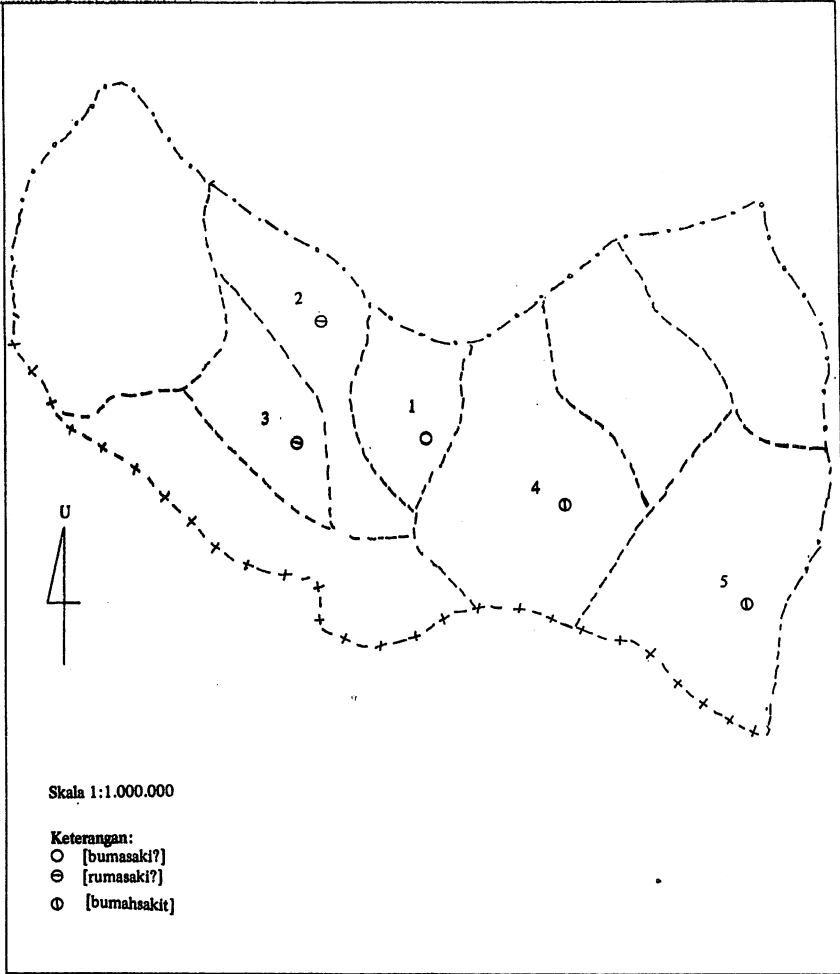 2
1
3
4
U
5
Skala 1:1.000.000
Keterangan:
[bumasaki?]
[rumasaki?]
[bumahsakit]